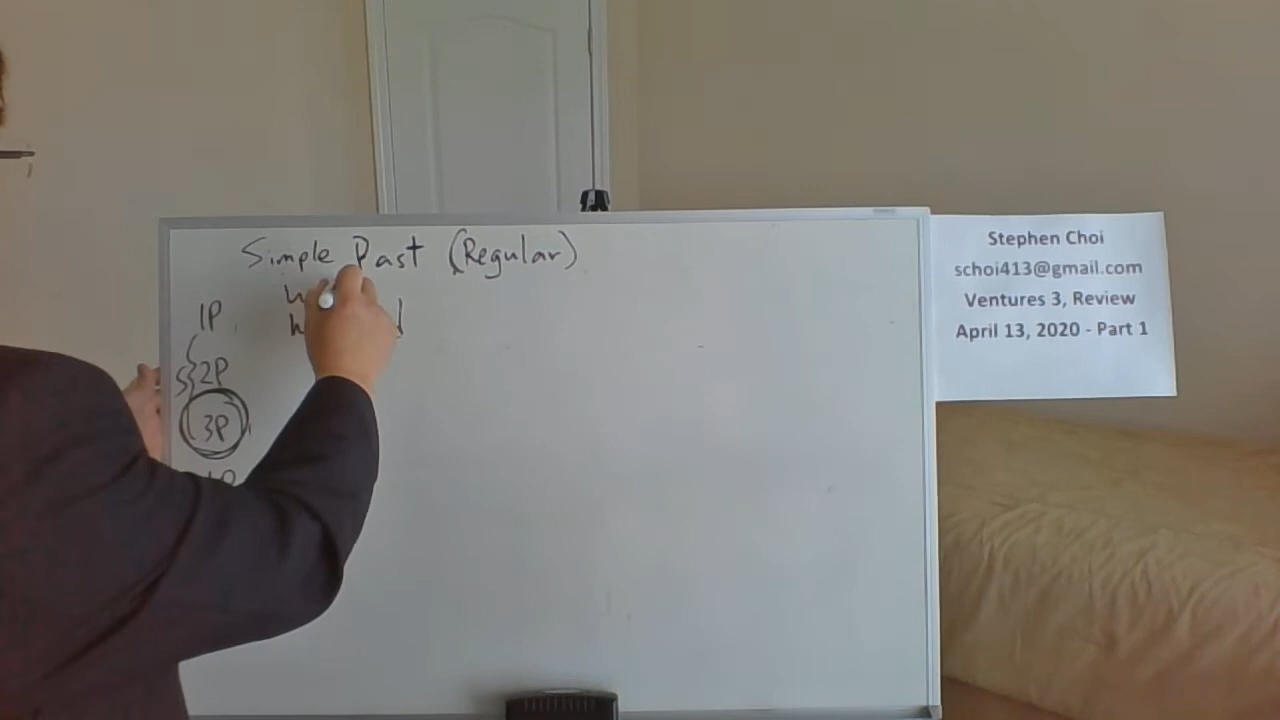 Simple Past (Regular)
1P
2P
3P
Stephen Choi
schoi413@gmail.com
Ventures 3, Review
April 13, 2020 - Part 1